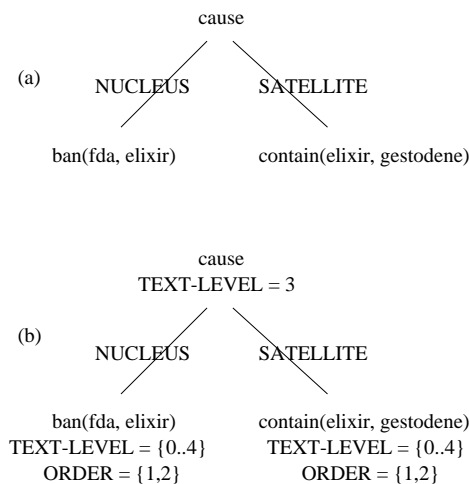 cause
(a)
NUCLEUS SATELLITE
ban(fda, elixir) contain(elixir, gestodene)
cause
TEXT-LEVEL = 3
(b)
NUCLEUS SATELLITE
ban(fda, elixir) contain(elixir, gestodene)
TEXT-LEVEL = {0..4} TEXT-LEVEL = {0..4}
ORDER = {1,2} ORDER = {1,2}